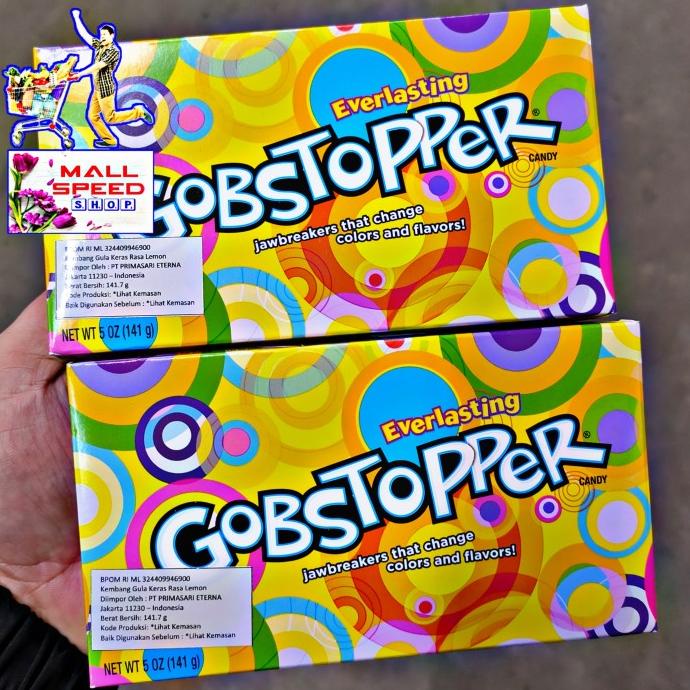 MALL
SPEED
S.H.O.P.
Everlasting
GOBSTOPPER®
CANDY
jawbreakers that change
colors and flavors!
BPOM RI ML 324409946900
Kembang Gula Keras Rasa Lemon
Diimpor Oleh : PT PRIMASARI ETERNA
Jakarta 11230 – Indonesia
Berat Bersih: 141.7 g
Kode Produksi: *Lihat Kemasan
Baik Digunakan Sebelum : *Lihat Kemasan
NET WT 5 OZ (141 g)
Everlasting
GOBSTOPPER®
CANDY
jawbreakers that change
colors and flavors!
BPOM RI ML 324409946900
Kembang Gula Keras Rasa Lemon
Diimpor Oleh : PT PRIMASARI ETERNA
Jakarta 11230 – Indonesia
Berat Bersih: 141.7 g
Kode Produksi: *Lihat Kemasan
Baik Digunakan Sebelum : *Lihat Kemasan
NET WT 5 OZ (141 g)